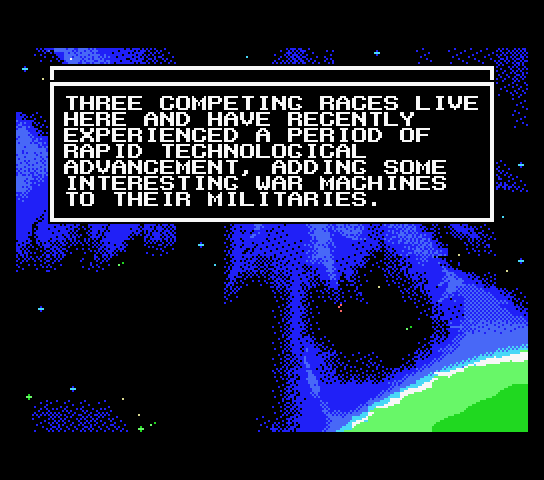 THREE COMPETING RACES LIVE
HERE AND HAVE RECENTLY
EXPERIENCED A PERIOD OF
RAPID TECHNOLOGICAL
ADVANCEMENT, ADDING SOME
INTERESTING WAR MACHINES
TO THEIR MILITARIES.